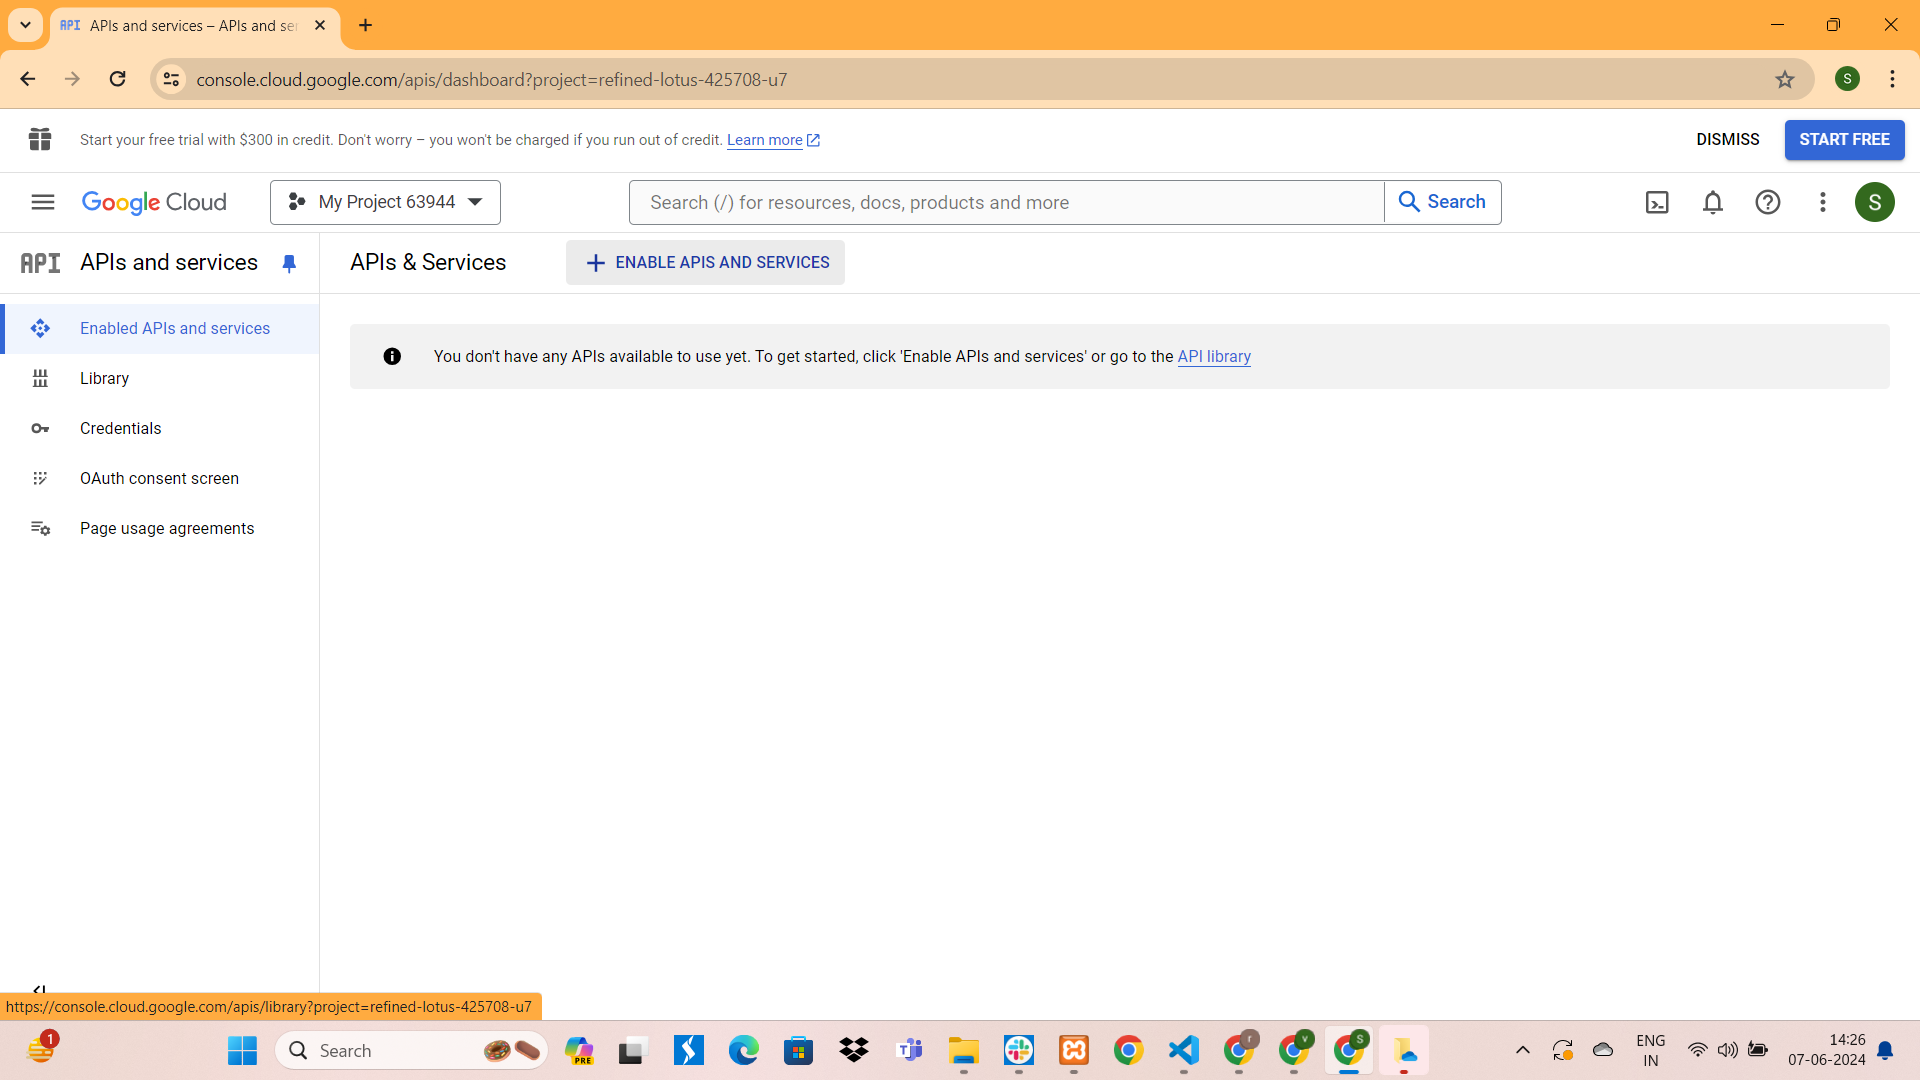 API APIs and services – APIs and ser
console.cloud.google.com/apis/dashboard?project=refined-lotus-425708-u7
S
Start your free trial with $300 in credit. Don't worry – you won't be charged if you run out of credit. Learn more
DISMISS
START FREE
Google Cloud
My Project 63944
Search (/) for resources, docs, products and more
Search
S
API APIs and services
APIs & Services
ENABLE APIS AND SERVICES
Enabled APIs and services
You don't have any APIs available to use yet. To get started, click 'Enable APIs and services' or go to the API library
Library
Credentials
OAuth consent screen
Page usage agreements
https://console.cloud.google.com/apis/library?project=refined-lotus-425708-u7
1
Search
PRE
r
v
S
ENG
IN
14:26
07-06-2024